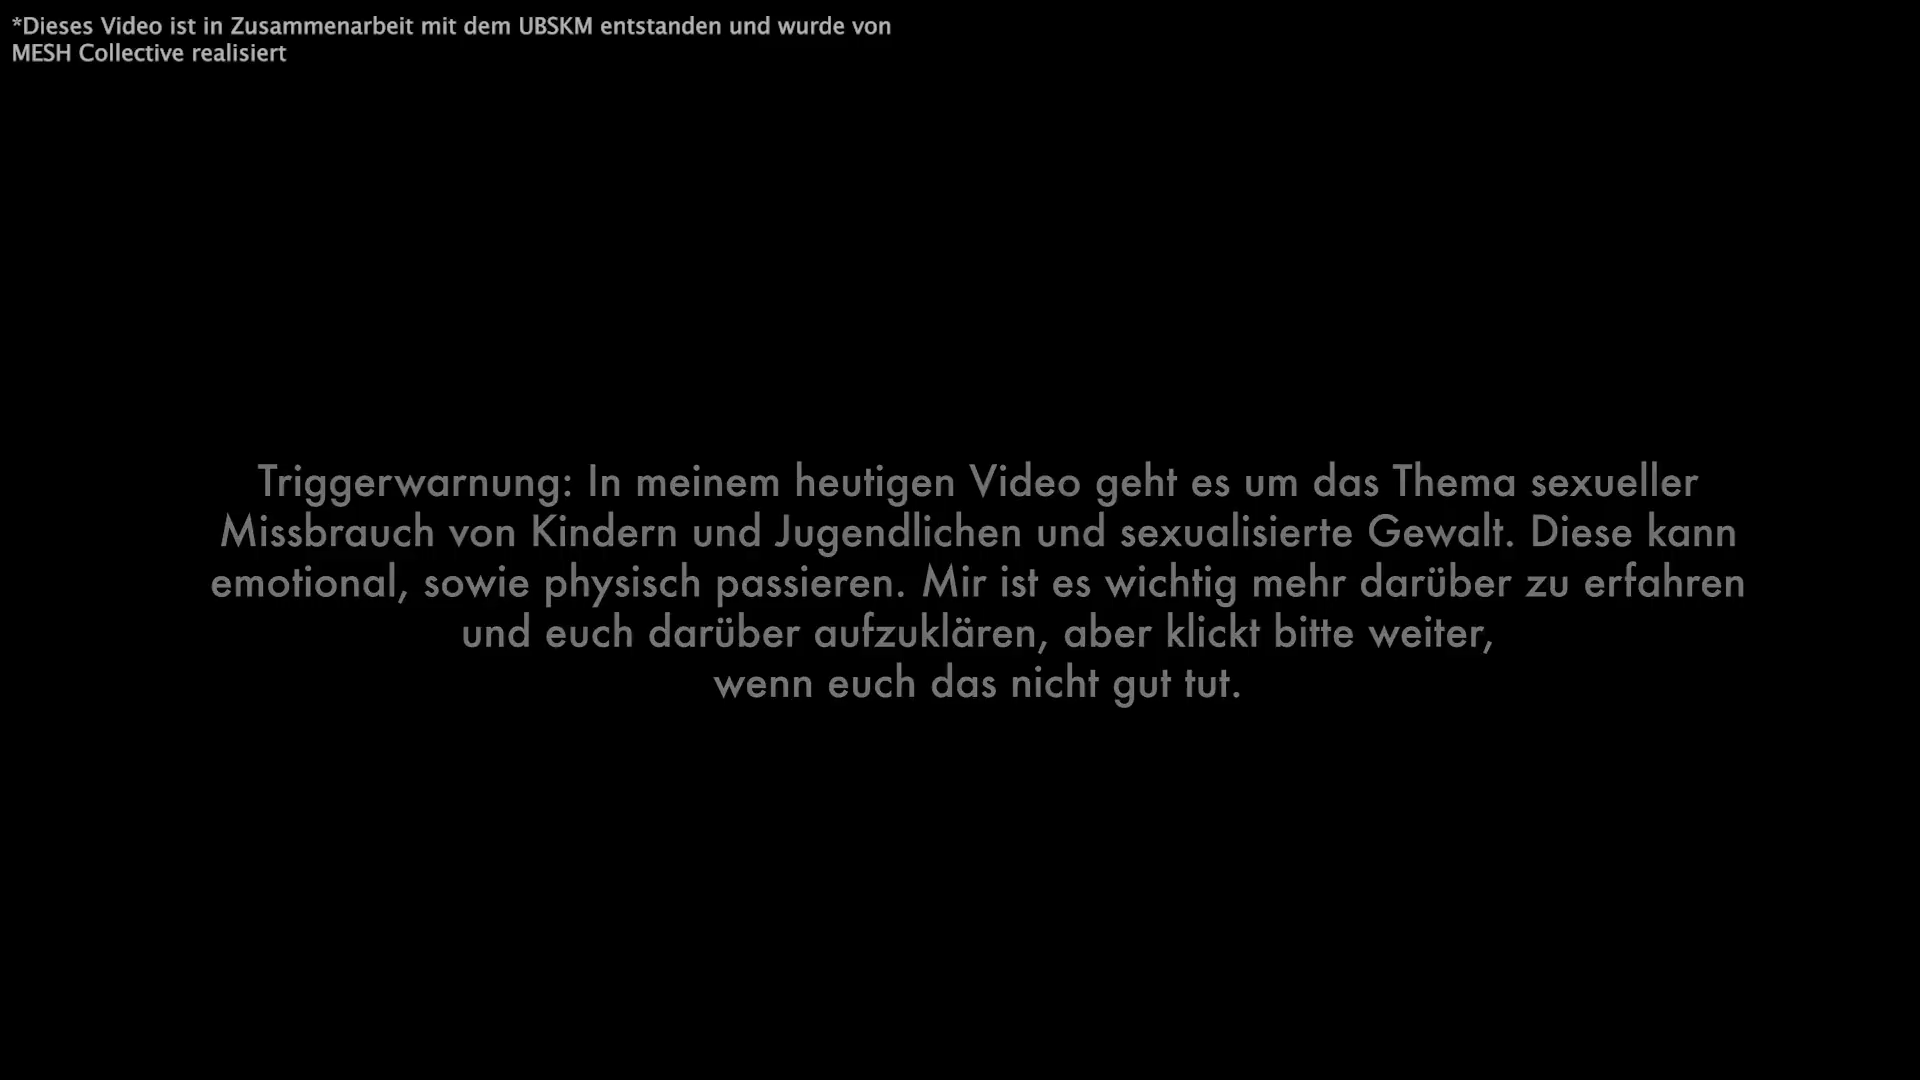 *Dieses Video ist in Zusammenarbeit mit dem UBSKM entstanden und wurde von
MESH Collective realisiert
Triggerwarnung: In meinem heutigen Video geht es um das Thema sexueller
Missbrauch von Kindern und Jugendlichen und sexualisierte Gewalt. Diese kann
emotional, sowie physisch passieren. Mir ist es wichtig mehr darüber zu erfahren
und euch darüber aufzuklären, aber klickt bitte weiter,
wenn euch das nicht gut tut.